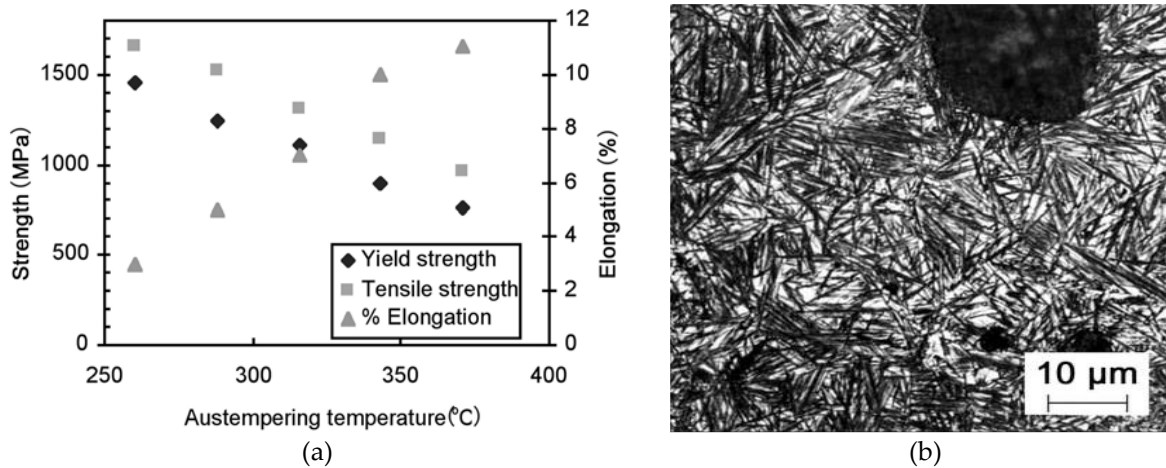 Strength (MPa)
1500
1000
500
0
12
10
8
6
4
2
0
Elongation (%)
Yield strength
Tensile strength
% Elongation
250
300
350
400
Austempering temperature(°C)
(a)
10 µm
(b)